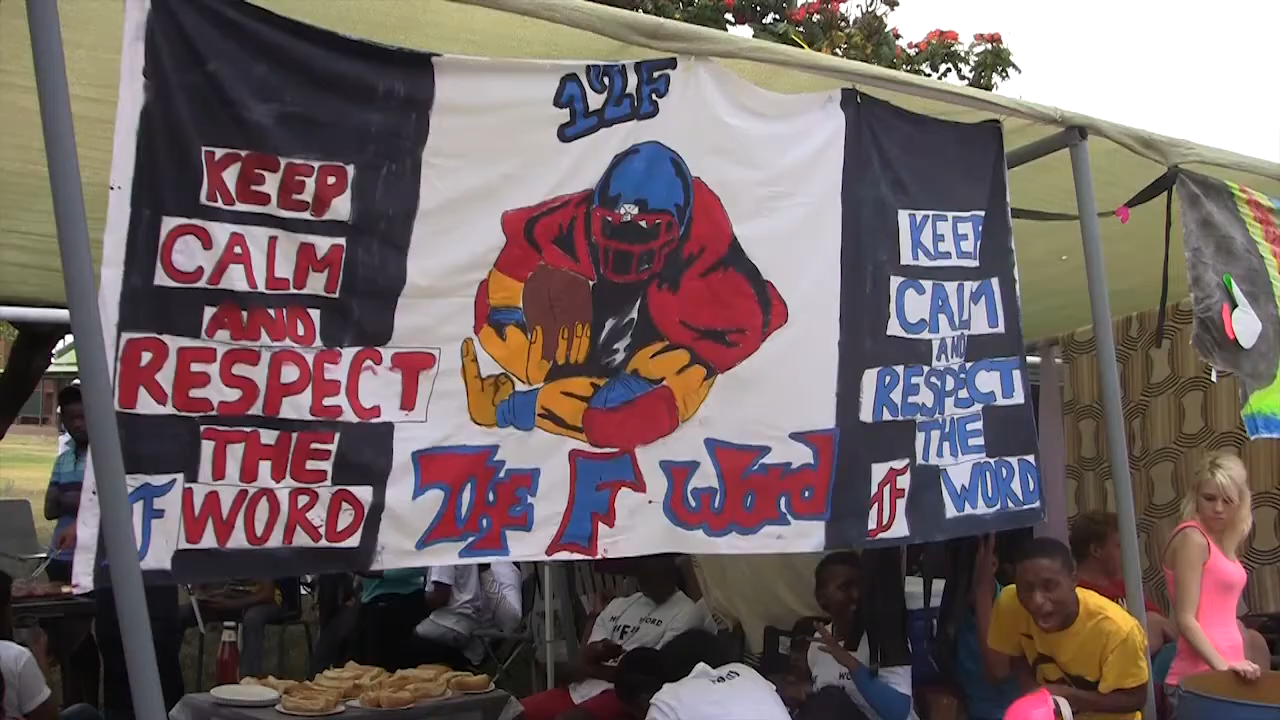 12F
KEEP
CALM
AND
RESPECT
THE
F WORD
The F Word
KEEP
CALM
AND
RESPECT
THE
F WORD